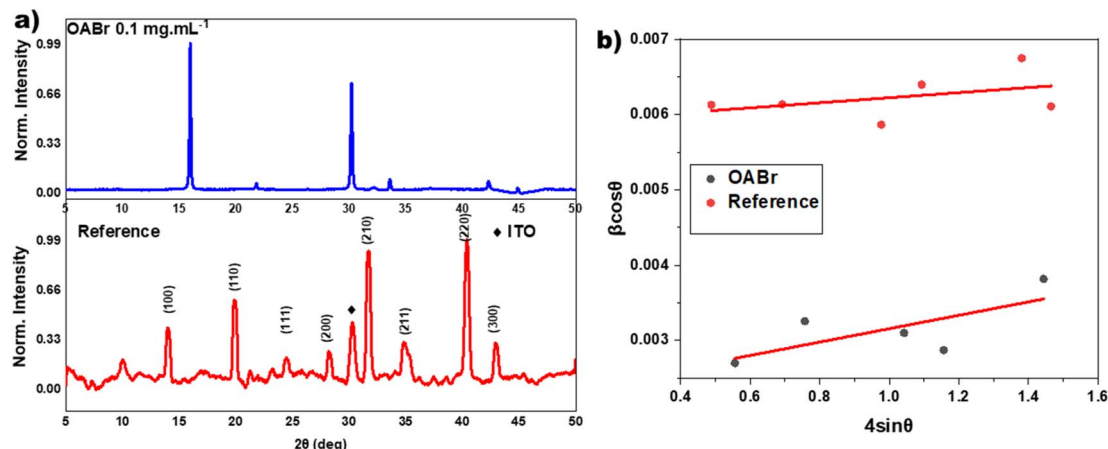 a)
OABr 0.1 mg.mL-1
Norm. Intensity
0.99
0.66
0.33
0.00
5 10 15 20 25 30 35 40 45 50
Reference
◆ ITO
Norm. Intensity
0.99
0.66
0.33
0.00
(100)
(110)
(111)
(200)
(210)
(211)
(220)
(300)
5 10 15 20 25 30 35 40 45 50
2θ (deg)
b)
βcosθ
0.007
0.006
0.005
0.004
0.003
OABr
Reference
0.4 0.6 0.8 1.0 1.2 1.4 1.6
4sinθ